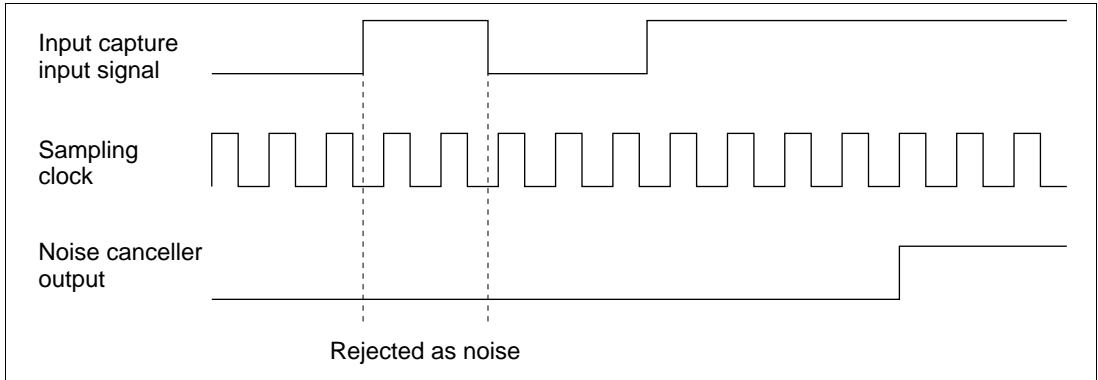 Input capture
input signal
Sampling
clock
Noise canceller
output
Rejected as noise